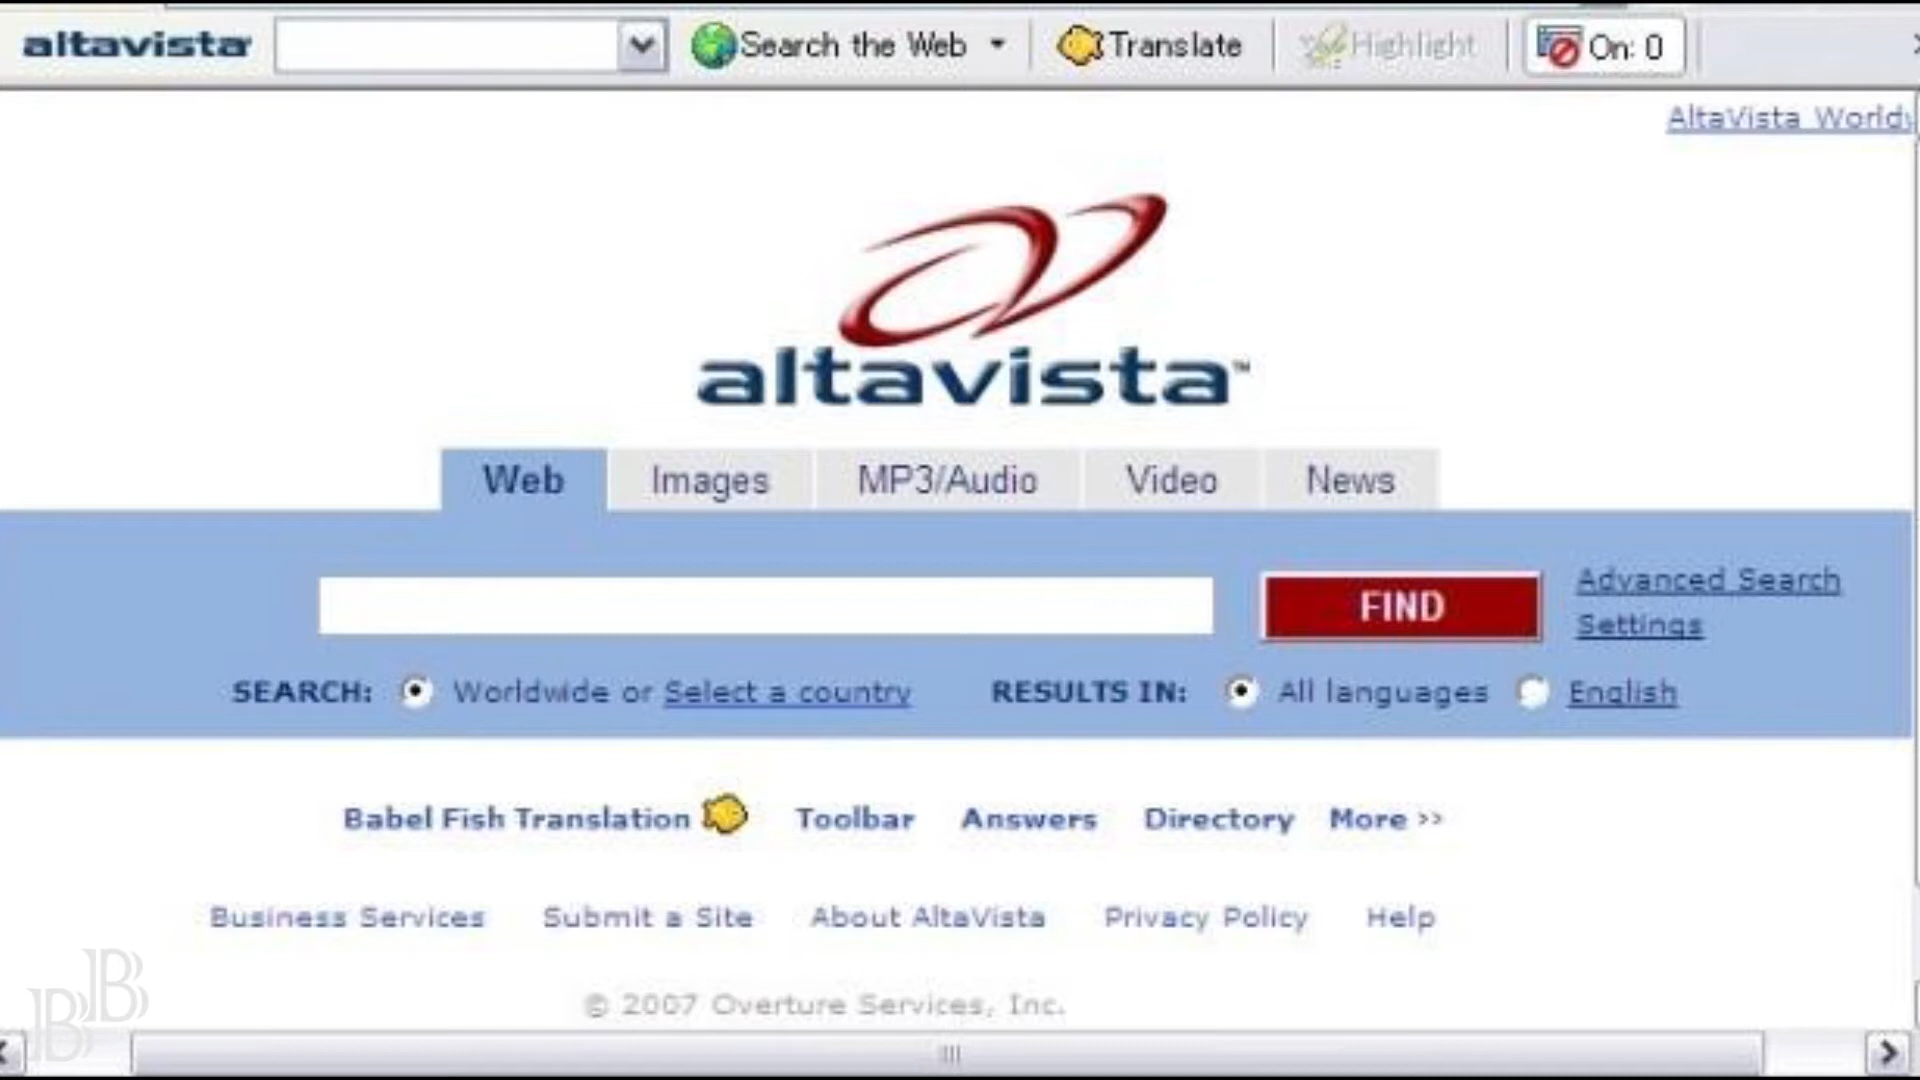 altavista Search the Web Translate Highlight On: 0
AltaVista World
altavista™
Web Images MP3/Audio Video News
FIND Advanced Search
Settings
SEARCH: Worldwide or Select a country RESULTS IN: All languages English
Babel Fish Translation Toolbar Answers Directory More >>
Business Services Submit a Site About AltaVista Privacy Policy Help
© 2007 Overture Services, Inc.
BB